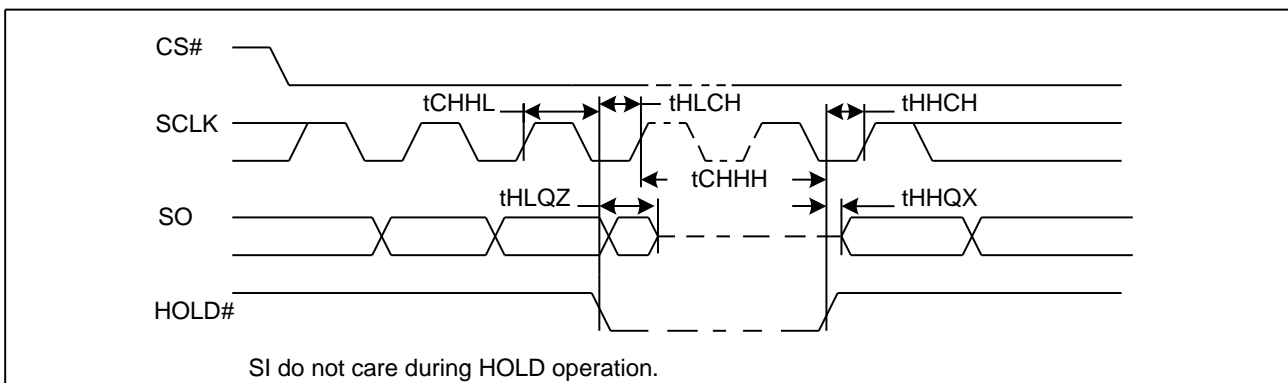 CS#
tCHHL
tHLCH
tHHCH
SCLK
tCHHH
tHLQZ
tHHQX
SO
HOLD#
SI do not care during HOLD operation.